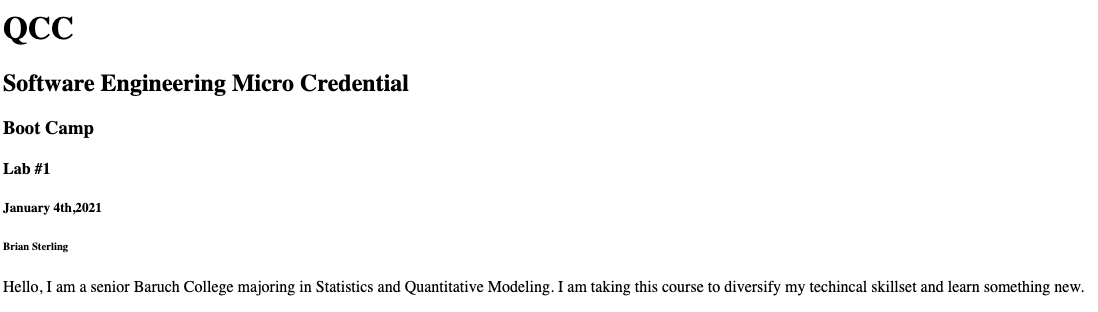 QCC
Software Engineering Micro Credential
Boot Camp
Lab #1
January 4th,2021
Brian Sterling
Hello, I am a senior Baruch College majoring in Statistics and Quantitative Modeling. I am taking this course to diversify my techincal skillset and learn something new.